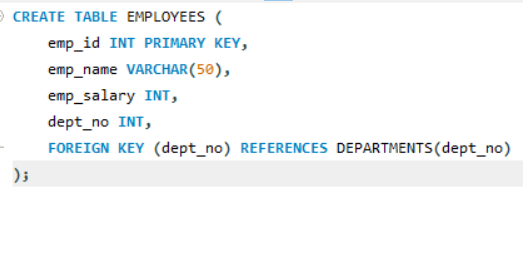 CREATE TABLE EMPLOYEES (
emp_id INT PRIMARY KEY,
emp_name VARCHAR(50),
emp_salary INT,
dept_no INT,
FOREIGN KEY (dept_no) REFERENCES DEPARTMENTS(dept_no)
);